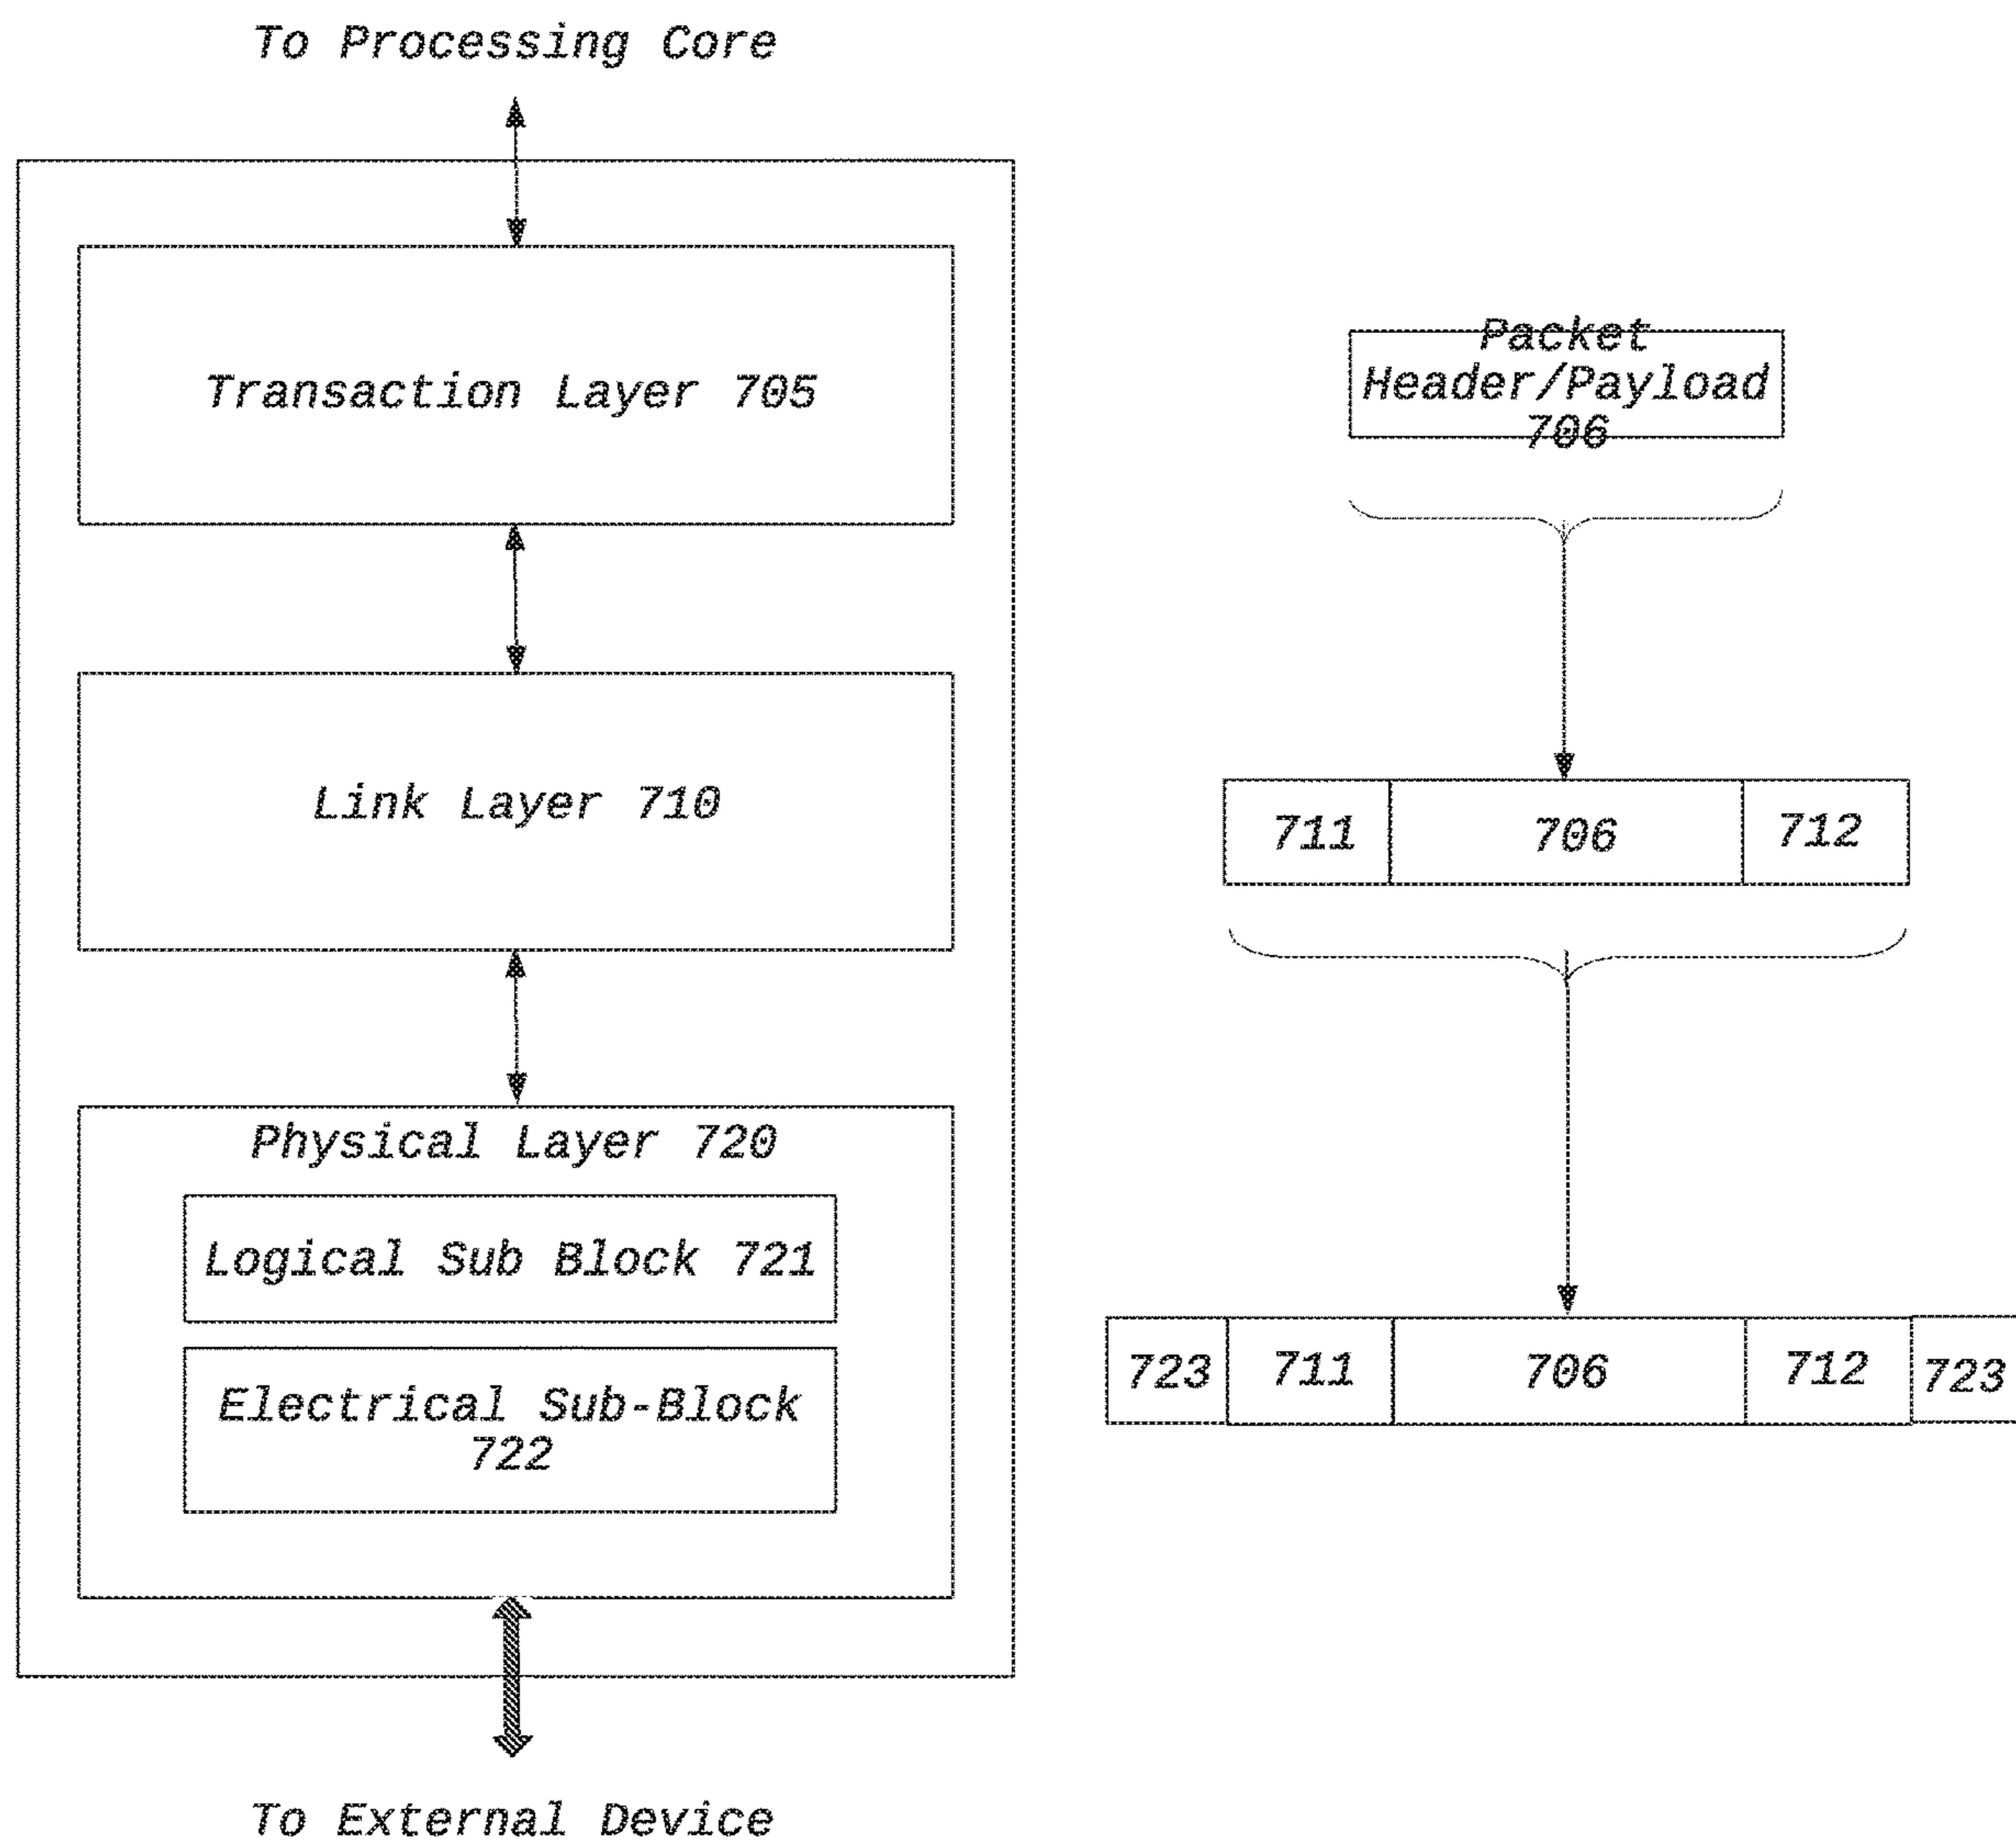 To Processing Core
Transaction Layer 705
Packet
Header/Payload
706
Link Layer 710
711 706 712
Physical Layer 720
Logical Sub Block 721
Electrical Sub-Block
722
723 711 706 712 723
To External Device